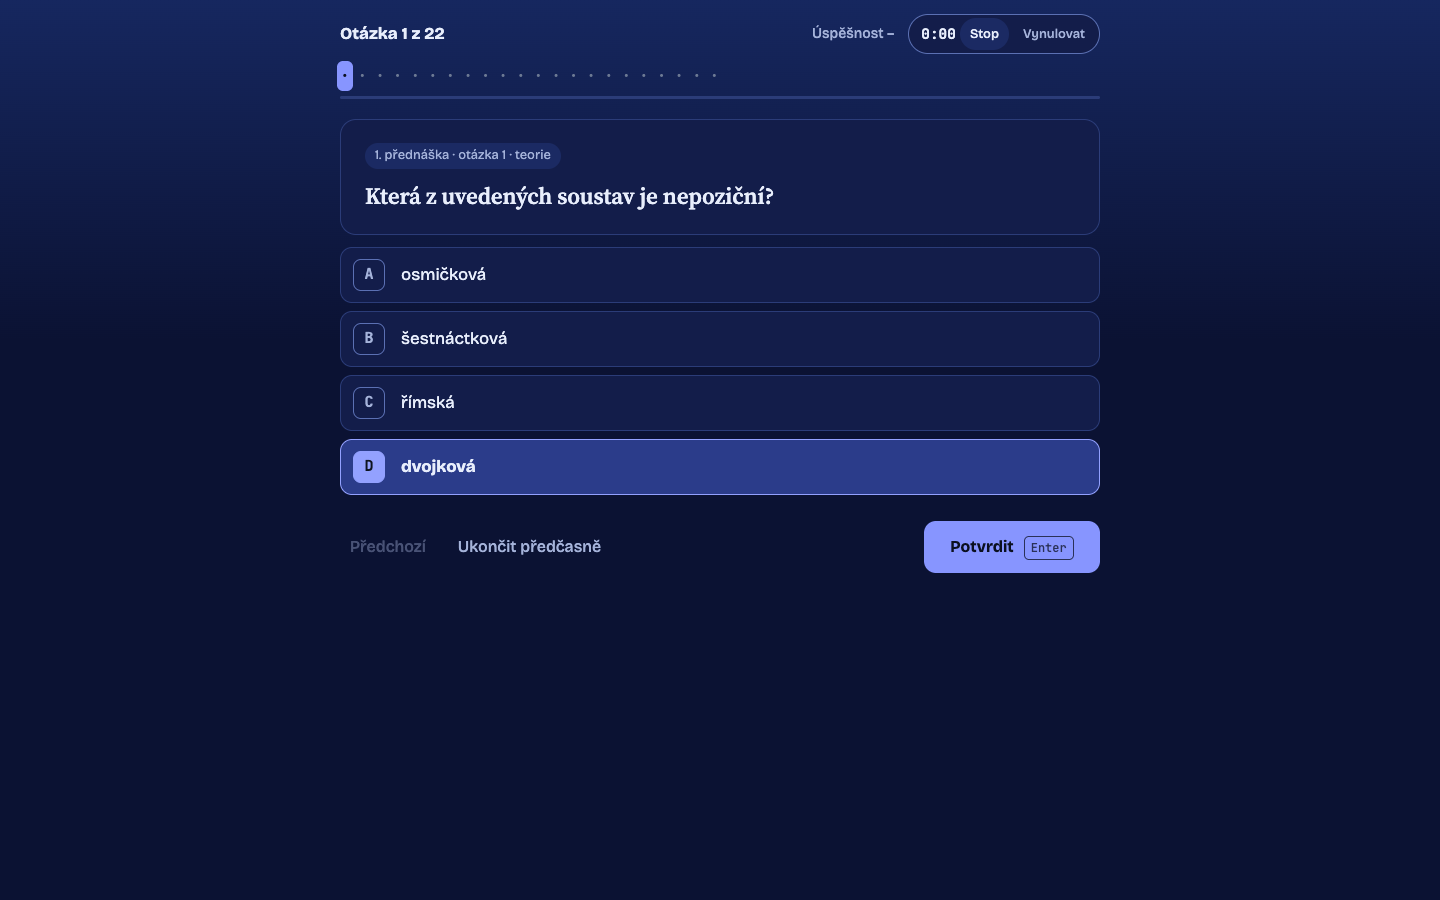 Otázka 1 z 22
Úspěšnost –
0:00 Stop Vynulovat
1. přednáška · otázka 1 · teorie
Která z uvedených soustav je nepoziční?
A osmičková
B šestnáctková
C římská
D dvojková
Předchozí Ukončit předčasně Potvrdit Enter